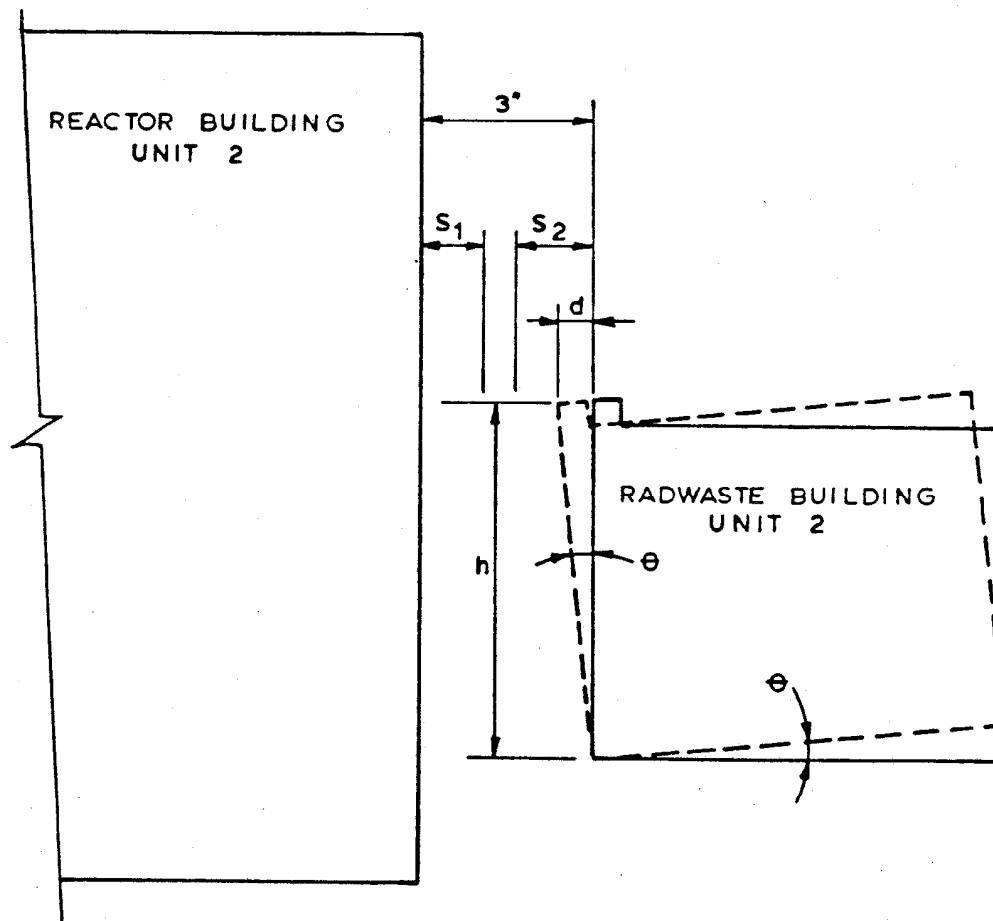 REACTOR BUILDING
UNIT 2
3"
S1
S2
d
h
RADWASTE BUILDING
UNIT 2
θ
θ